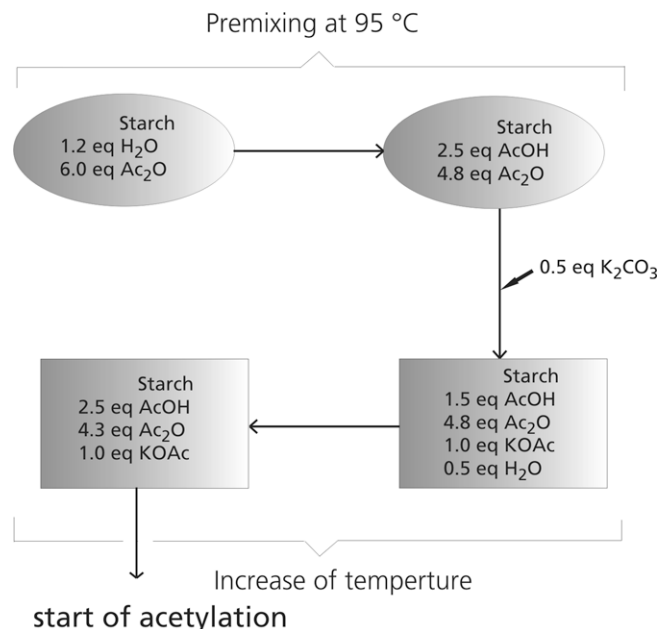 Premixing at 95 °C
Starch
1.2 eq H₂O
6.0 eq Ac₂O
Starch
2.5 eq AcOH
4.8 eq Ac₂O
0.5 eq K₂CO₃
Starch
2.5 eq AcOH
4.3 eq Ac₂O
1.0 eq KOAc
Starch
1.5 eq AcOH
4.8 eq Ac₂O
1.0 eq KOAc
0.5 eq H₂O
Increase of temperture
start of acetylation